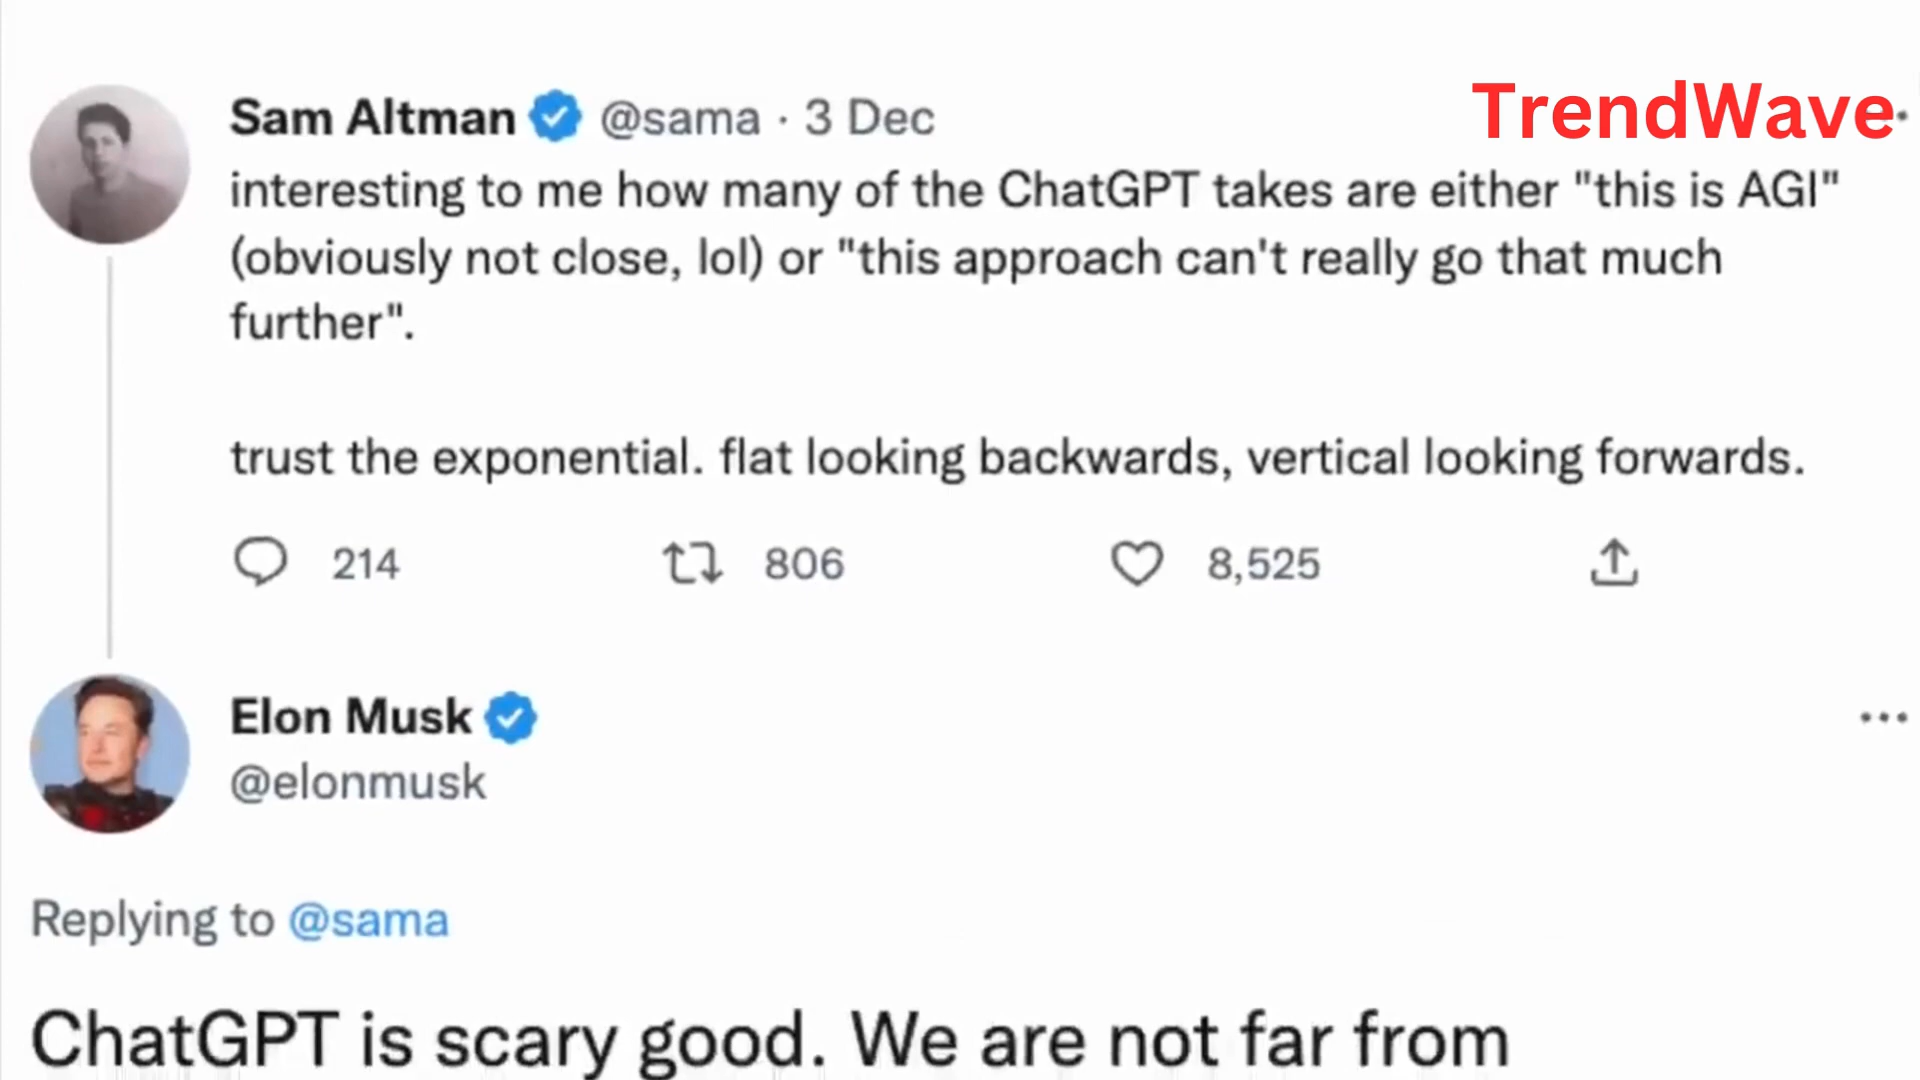 TrendWave
Sam Altman @sama · 3 Dec
interesting to me how many of the ChatGPT takes are either "this is AGI"
(obviously not close, lol) or "this approach can't really go that much
further".
trust the exponential. flat looking backwards, vertical looking forwards.
214 806 8,525
Elon Musk
@elonmusk
Replying to @sama
ChatGPT is scary good. We are not far from